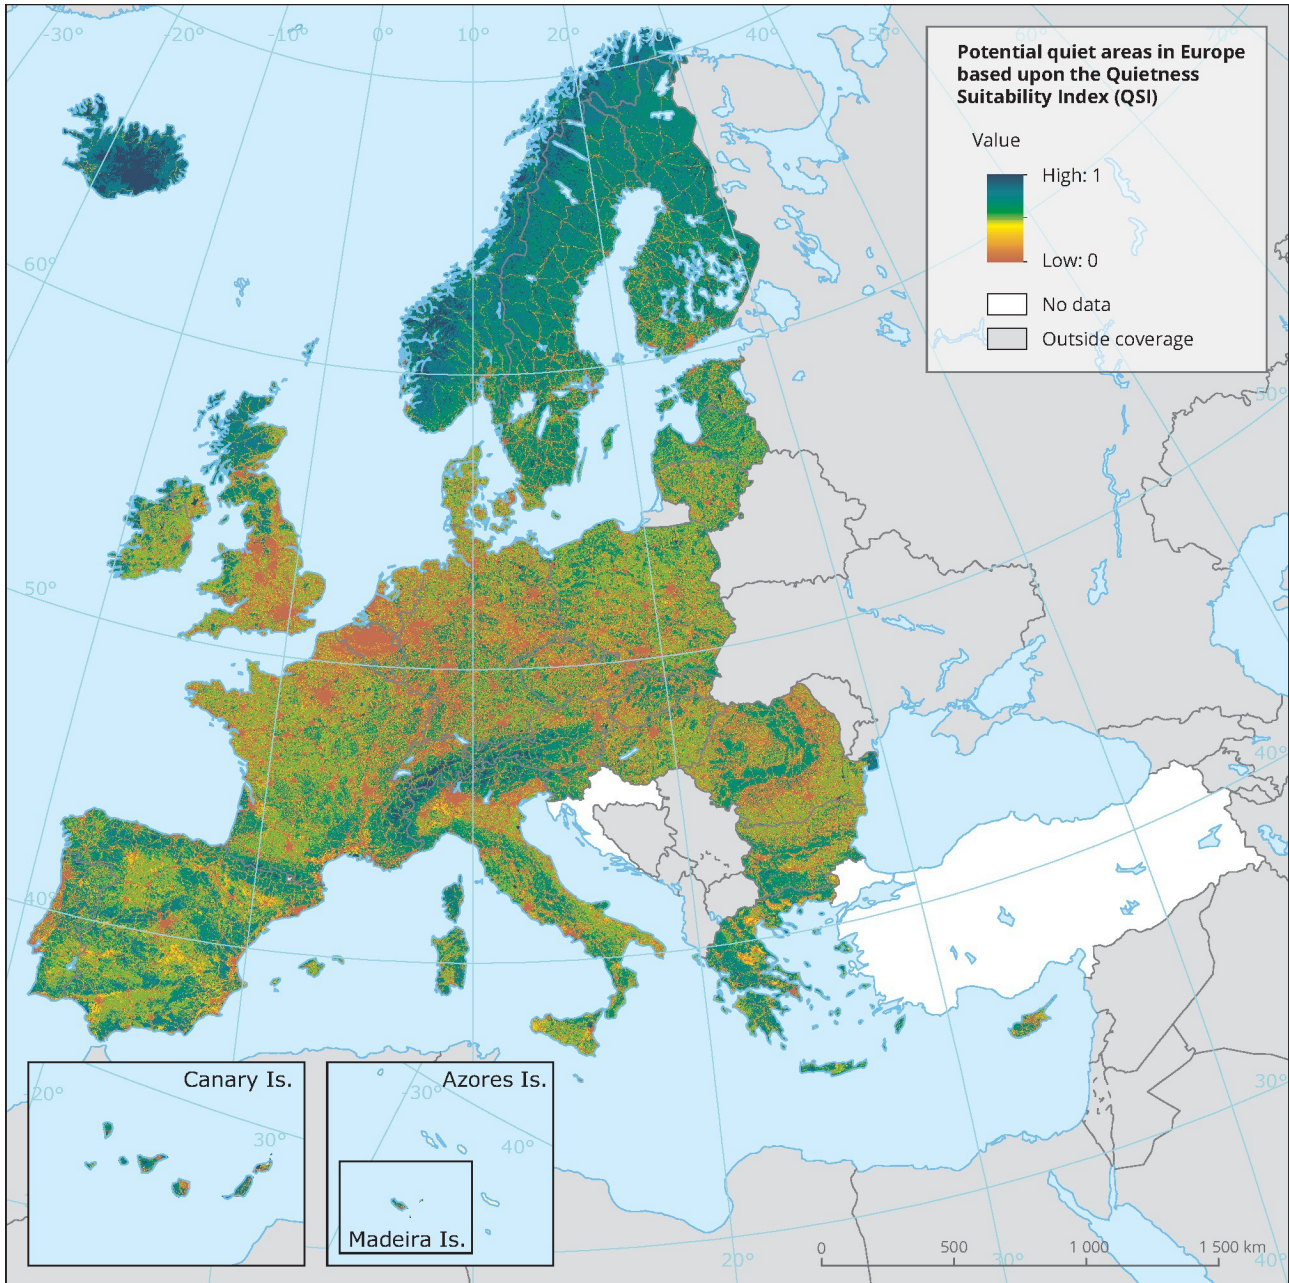 -30°
-20°
-10°
0°
10°
20°
30°
40°
60°
70°
Potential quiet areas in Europe
based upon the Quietness
Suitability Index (QSI)
Value
High: 1
Low: 0
No data
Outside coverage
60°
50°
50°
40°
40°
30°
Canary Is.
-20°
30°
Azores Is.
-30°
40°
Madeira Is.
20°
30°
40°
0
500
1 000
1 500 km